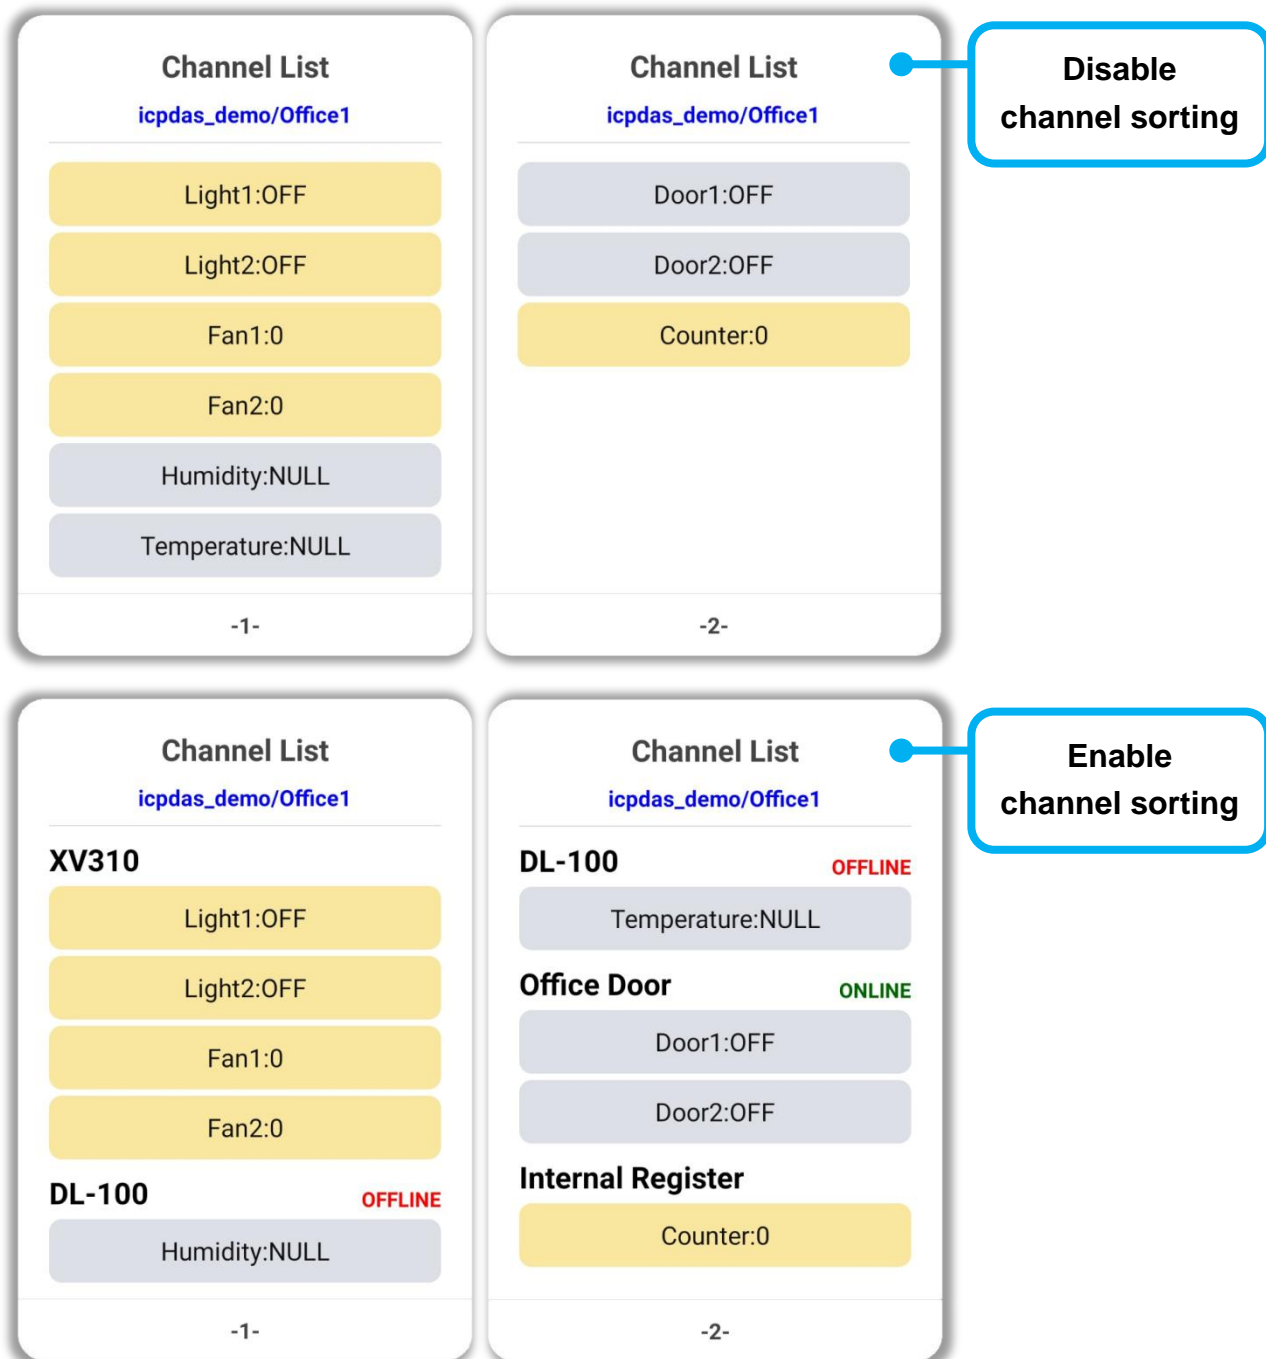 Channel List
icpdas_demo/Office1
Light1:OFF
Light2:OFF
Fan1:0
Fan2:0
Humidity:NULL
Temperature:NULL
-1-
Channel List
icpdas_demo/Office1
Door1:OFF
Door2:OFF
Counter:0
-2-
Disable
channel sorting
Channel List
icpdas_demo/Office1
XV310
Light1:OFF
Light2:OFF
Fan1:0
Fan2:0
DL-100 OFFLINE
Humidity:NULL
-1-
Channel List
icpdas_demo/Office1
DL-100 OFFLINE
Temperature:NULL
Office Door ONLINE
Door1:OFF
Door2:OFF
Internal Register
Counter:0
-2-
Enable
channel sorting